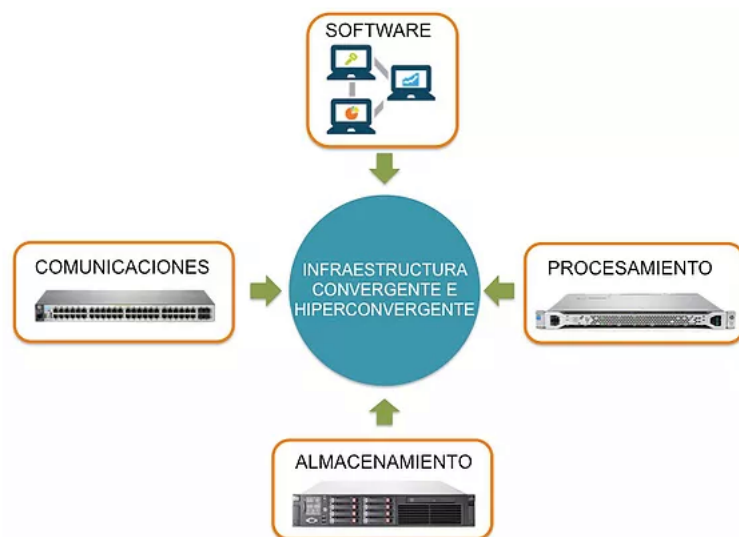 SOFTWARE
COMUNICACIONES
INFRAESTRUCTURA
CONVERGENTE E
HIPERCONVERGENTE
PROCESAMIENTO
ALMACENAMIENTO